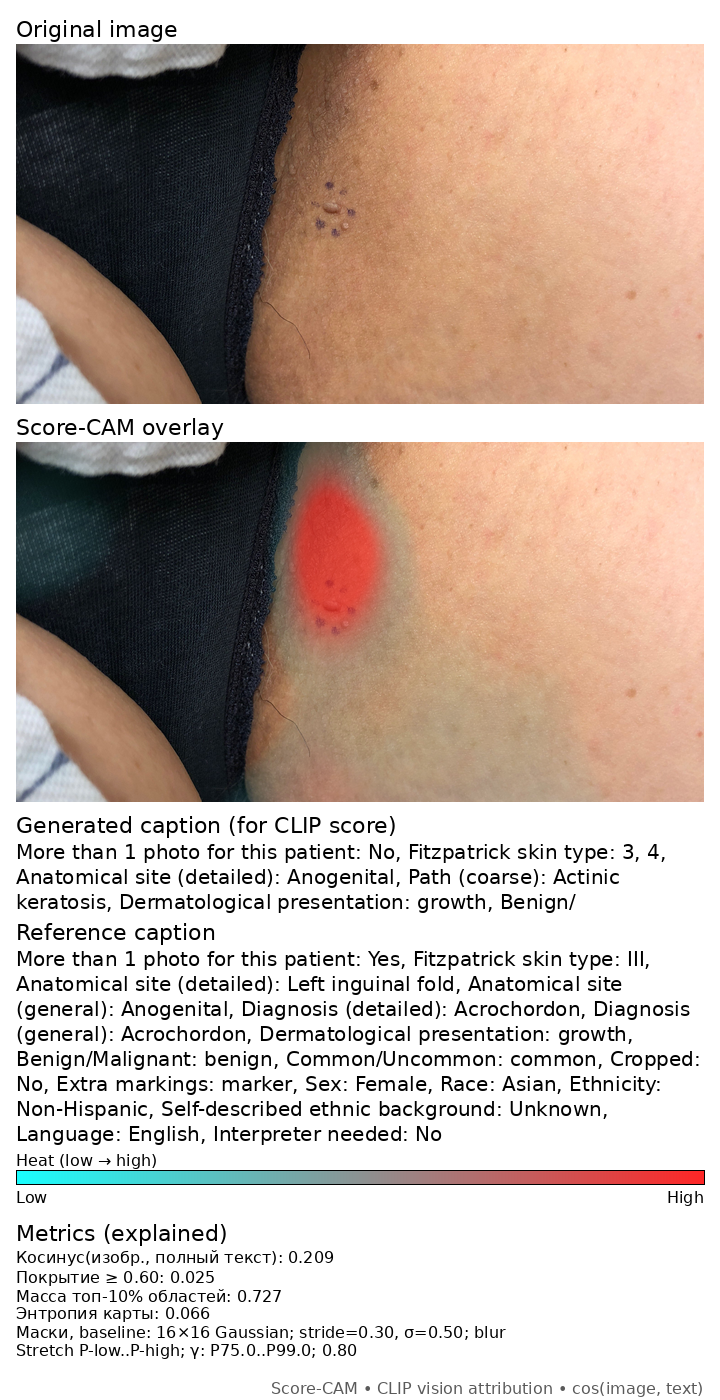 Original image
Score-CAM overlay
Generated caption (for CLIP score)
More than 1 photo for this patient: No, Fitzpatrick skin type: 3, 4,
Anatomical site (detailed): Anogenital, Path (coarse): Actinic
keratosis, Dermatological presentation: growth, Benign/
Reference caption
More than 1 photo for this patient: Yes, Fitzpatrick skin type: III,
Anatomical site (detailed): Left inguinal fold, Anatomical site
(general): Anogenital, Diagnosis (detailed): Acrochordon, Diagnosis
(general): Acrochordon, Dermatological presentation: growth,
Benign/Malignant: benign, Common/Uncommon: common, Cropped:
No, Extra markings: marker, Sex: Female, Race: Asian, Ethnicity:
Non-Hispanic, Self-described ethnic background: Unknown,
Language: English, Interpreter needed: No
Heat (low → high)
Low High
Metrics (explained)
Косинус(изобр., полный текст): 0.209
Покрытие ≥ 0.60: 0.025
Масса топ-10% областей: 0.727
Энтропия карты: 0.066
Маски, baseline: 16×16 Gaussian; stride=0.30, σ=0.50; blur
Stretch P-low..P-high; γ: P75.0..P99.0; 0.80
Score-CAM • CLIP vision attribution • cos(image, text)